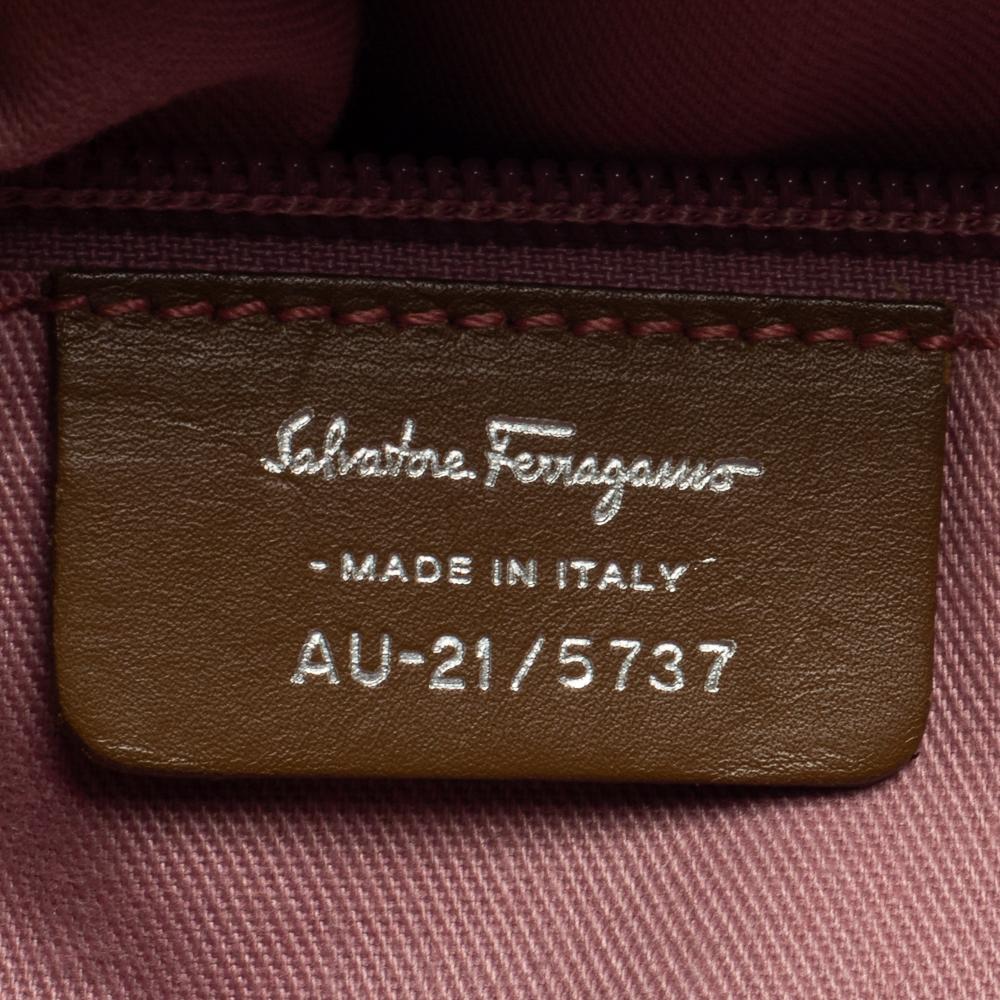 Salvatore Ferragamo
- MADE IN ITALY -
AU-21/5737